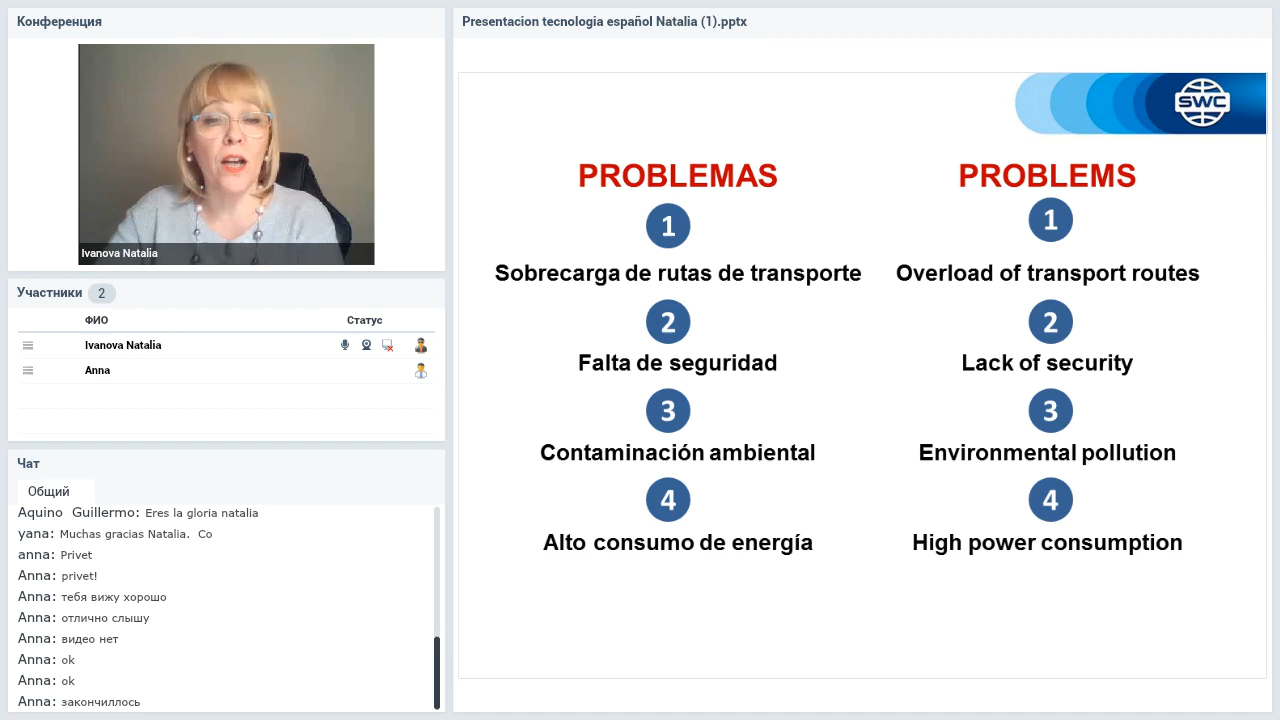 Конференция
Ivanova Natalia
Участники 2
ФИО Статус
Ivanova Natalia
Anna
Чат
Общий
Aquino Guillermo: Eres la gloria natalia
yana: Muchas gracias Natalia. Co
anna: Privet
Anna: privet!
Anna: тебя вижу хорошо
Anna: отлично слышу
Anna: видео нет
Anna: ok
Anna: ok
Anna: закончиллось
Presentacion tecnologia español Natalia (1).pptx
SWC
PROBLEMAS
1
Sobrecarga de rutas de transporte
2
Falta de seguridad
3
Contaminación ambiental
4
Alto consumo de energía
PROBLEMS
1
Overload of transport routes
2
Lack of security
3
Environmental pollution
4
High power consumption